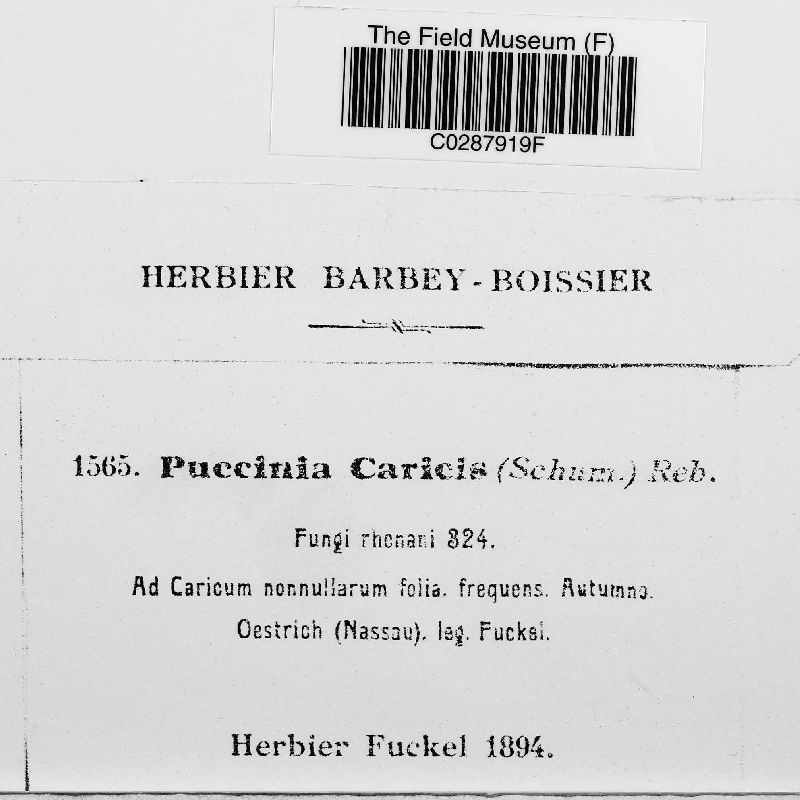 The Field Museum (F)
C0287919F
HERBIER BARBEY-BOISSIER
1565. Puccinia Caricis (Schum.) Reb.
Fungi rhenani 324.
Ad Caricum nonnullarum folia. frequens. Autumno.
Oestrich (Nassau). leg. Fuckel.
Herbier Fuckel 1894.